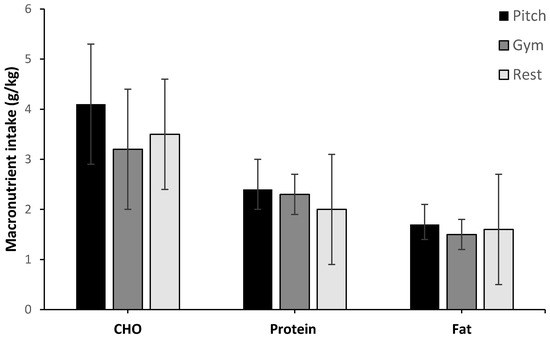 Macronutrient intake (g/kg)
6
5
4
3
2
1
0
CHO
Protein
Fat
Pitch
Gym
Rest